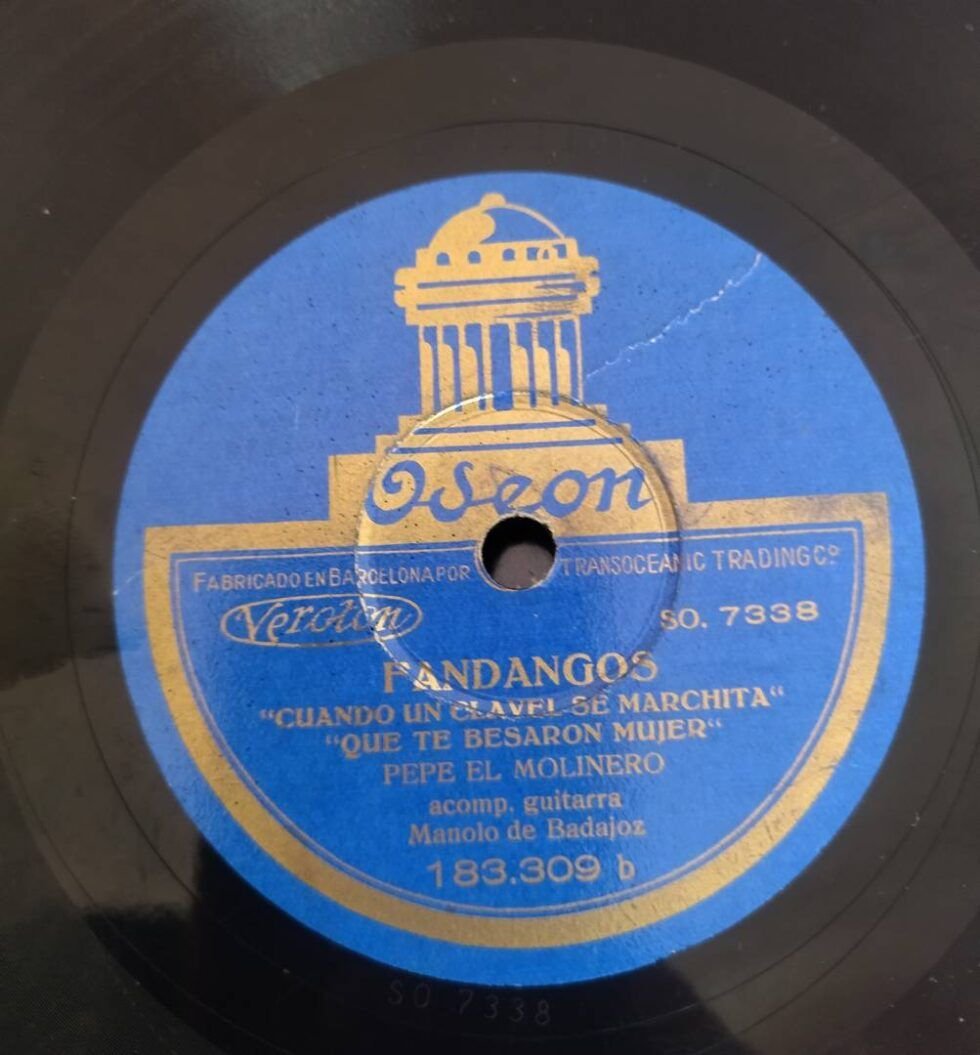 Odeon
FABRICADO EN BARCELONA POR TRANSOCEANIC TRADING Cº
Veroton SO. 7338
FANDANGOS
"CUANDO UN CLAVEL SE MARCHITA"
"QUE TE BESARON MUJER"
PEPE EL MOLINERO
acomp. guitarra
Manolo de Badajoz
183.309 b
SO 7338